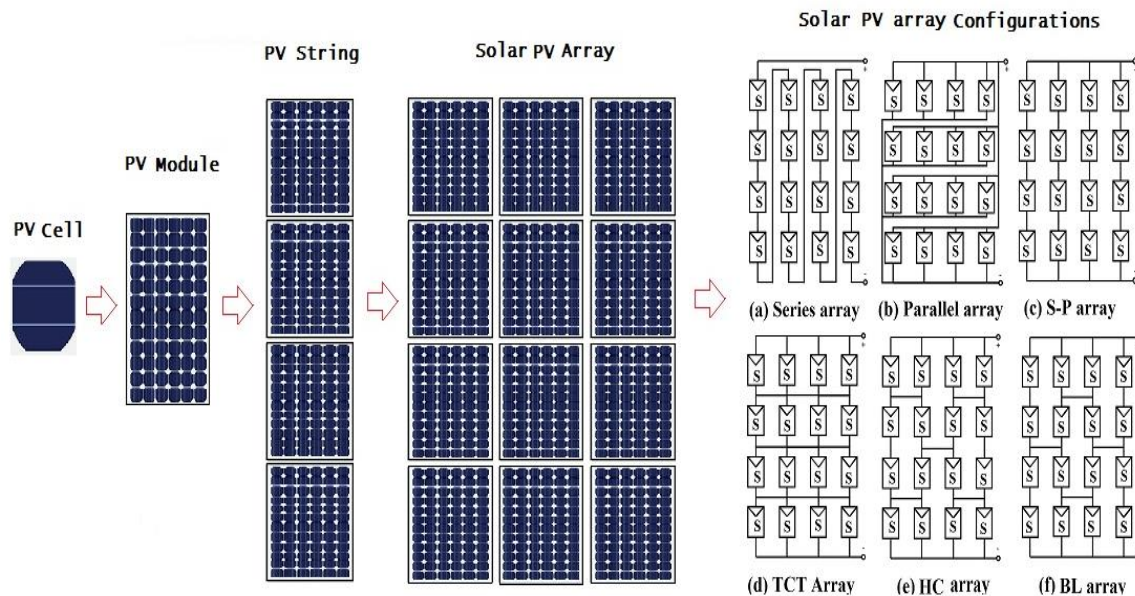 Solar PV array Configurations
PV String
Solar PV Array
PV Module
PV Cell
+
+
+
S S S S
S S S S
S S S S
S S S S
S S S S
S S S S
S S S S
S S S S
S S S S
S S S S
S S S S
S S S S
-
-
-
(a) Series array
(b) Parallel array
(c) S-P array
+
+
+
S S S S
S S S S
S S S S
S S S S
S S S S
S S S S
S S S S
S S S S
S S S S
S S S S
S S S S
S S S S
-
-
-
(d) TCT Array
(e) HC array
(f) BL array